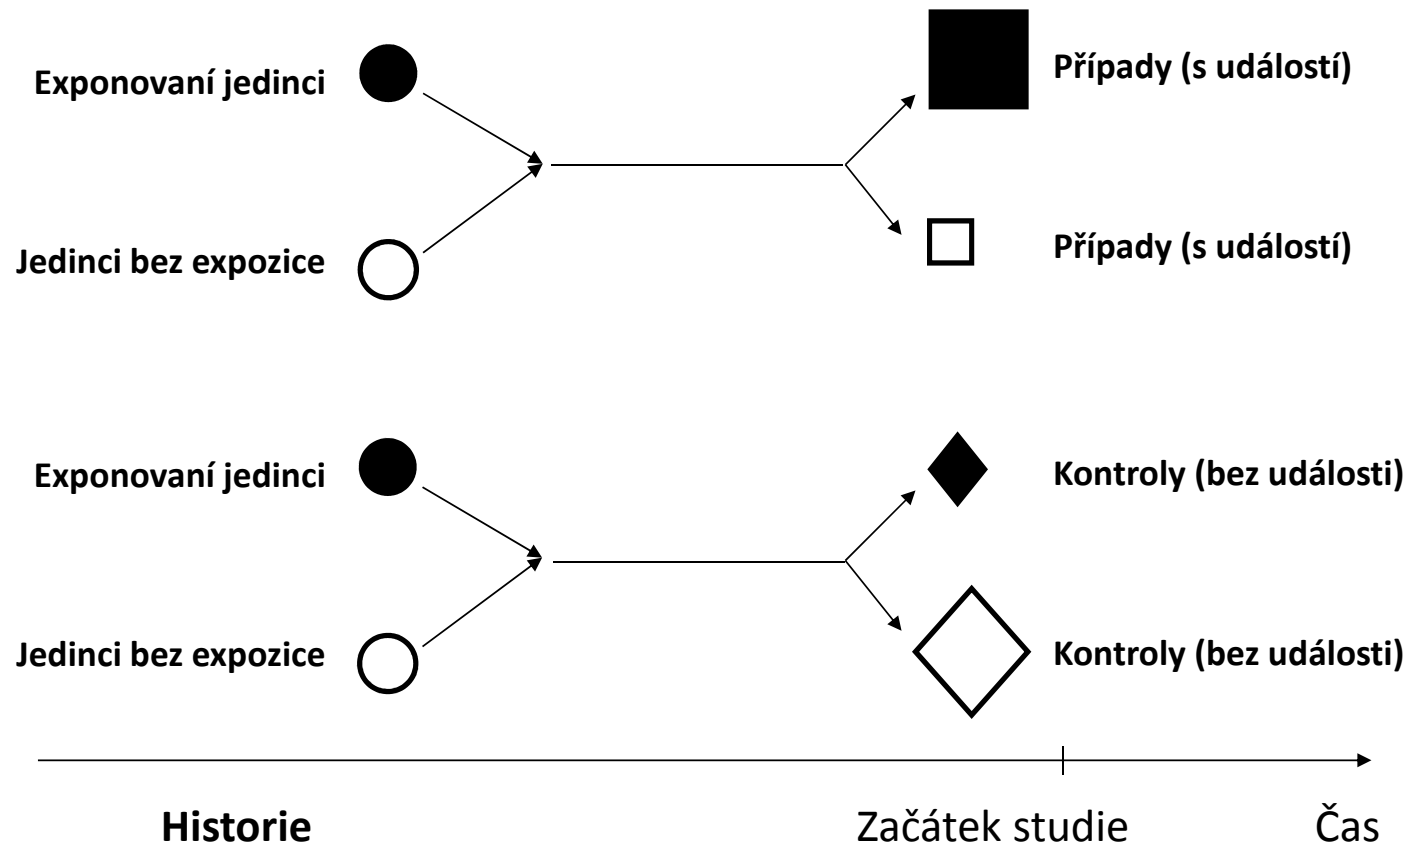 Exponovaní jedinci
Případy (s událostí)
Jedinci bez expozice
Případy (s událostí)
Exponovaní jedinci
Kontroly (bez události)
Jedinci bez expozice
Kontroly (bez události)
Historie
Začátek studie
Čas